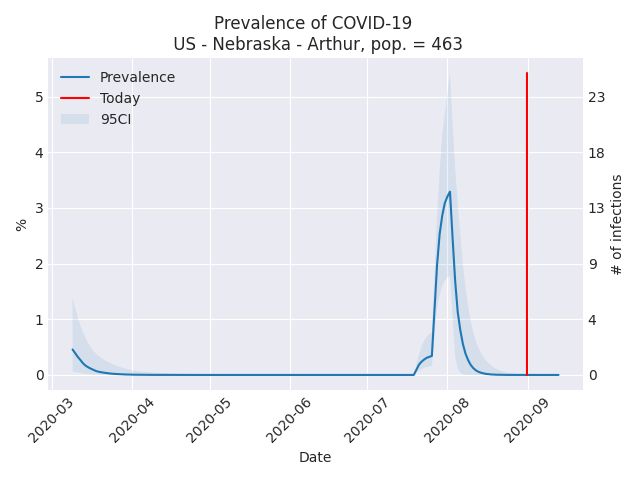 Prevalence of COVID-19
US - Nebraska - Arthur, pop. = 463
Prevalence
Today
95CI
5
4
3
2
1
0
%
23
18
13
9
4
0
# of infections
2020-03
2020-04
2020-05
2020-06
2020-07
2020-08
2020-09
Date